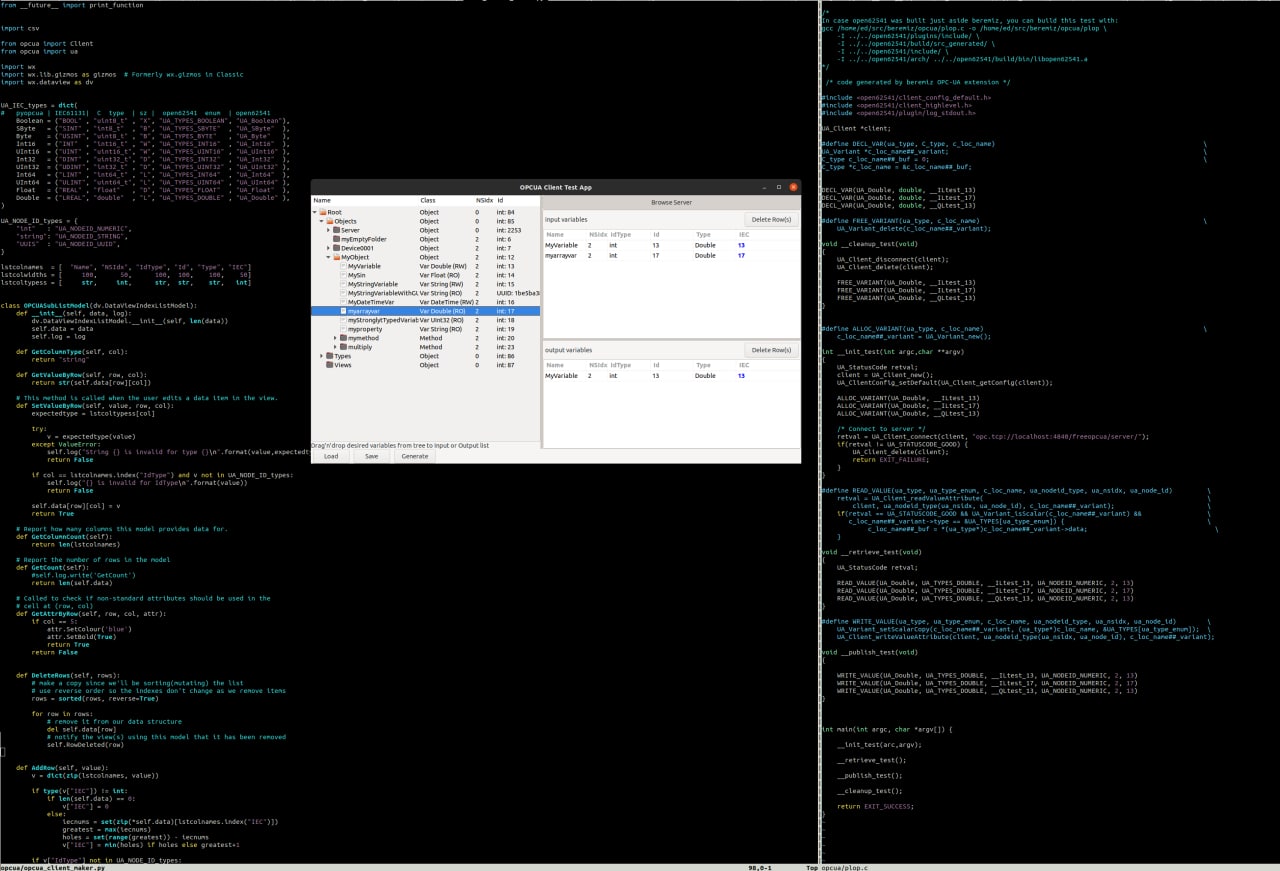 from __future__ import print_function
import csv
from opcua import Client
from opcua import ua
import wx
import wx.lib.gizmos as gizmos  # Formerly wx.gizmos in Classic
import wx.dataview as dv
UA_IEC_types = dict(
#   pyopcua | IEC61131|  C  type  | sz |  open62541  enum  | open62541
    Boolean = ("BOOL" , "uint8_t" , "X", "UA_TYPES_BOOLEAN", "UA_Boolean"),
    SByte   = ("SINT" , "int8_t"  , "B", "UA_TYPES_SBYTE"  , "UA_SByte"  ),
    Byte    = ("USINT", "uint8_t" , "B", "UA_TYPES_BYTE"   , "UA_Byte"   ),
    Int16   = ("INT"  , "int16_t" , "W", "UA_TYPES_INT16"  , "UA_Int16"  ),
    UInt16  = ("UINT" , "uint16_t", "W", "UA_TYPES_UINT16" , "UA_UInt16" ),
    Int32   = ("DINT" , "uint32_t", "D", "UA_TYPES_INT32"  , "UA_Int32"  ),
    UInt32  = ("UDINT", "int32_t" , "D", "UA_TYPES_UINT32" , "UA_UInt32" ),
    Int64   = ("LINT" , "int64_t" , "L", "UA_TYPES_INT64"  , "UA_Int64"  ),
    UInt64  = ("ULINT", "uint64_t", "L", "UA_TYPES_UINT64" , "UA_UInt64" ),
    Float   = ("REAL" , "float"   , "D", "UA_TYPES_FLOAT"  , "UA_Float"  ),
    Double  = ("LREAL", "double"  , "L", "UA_TYPES_DOUBLE" , "UA_Double" ),
)
UA_NODE_ID_types = {
    "int"   : "UA_NODEID_NUMERIC",
    "string": "UA_NODEID_STRING",
    "UUIS"  : "UA_NODEID_UUID",
}
lstcolnames  = [  "Name", "NSIdx", "IdType", "Id", "Type", "IEC"]
lstcolwidths = [     100,      50,      100,  100,    100,    50]
lstcoltypess = [     str,     int,      str,  str,    str,   int]
class OPCUASubListModel(dv.DataViewIndexListModel):
    def __init__(self, data, log):
        dv.DataViewIndexListModel.__init__(self, len(data))
        self.data = data
        self.log = log
    def GetColumnType(self, col):
        return "string"
    def GetValueByRow(self, row, col):
        return str(self.data[row][col])
    # This method is called when the user edits a data item in the view.
    def SetValueByRow(self, value, row, col):
        expectedtype = lstcoltypess[col]
        try:
            v = expectedtype(value)
        except ValueError:
            self.log("String {} is invalid for type {}\n".format(value,expectedt
            return False
        if col == lstcolnames.index("IdType") and v not in UA_NODE_ID_types:
            self.log("{} is invalid for IdType\n".format(value))
            return False
        self.data[row][col] = v
        return True
    # Report how many columns this model provides data for.
    def GetColumnCount(self):
        return len(lstcolnames)
    # Report the number of rows in the model
    def GetCount(self):
        #self.log.write('GetCount')
        return len(self.data)
    # Called to check if non-standard attributes should be used in the
    # cell at (row, col)
    def GetAttrByRow(self, row, col, attr):
        if col == 5:
            attr.SetColour('blue')
            attr.SetBold(True)
            return True
        return False
    def DeleteRows(self, rows):
        # make a copy since we'll be sorting(mutating) the list
        # use reverse order so the indexes don't change as we remove items
        rows = sorted(rows, reverse=True)
        for row in rows:
            # remove it from our data structure
            del self.data[row]
            # notify the view(s) using this model that it has been removed
            self.RowDeleted(row)
    def AddRow(self, value):
        v = dict(zip(lstcolnames, value))
        if type(v["IEC"]) != int:
            if len(self.data) == 0:
                v["IEC"] = 0
            else:
                iecnums = set(zip(*self.data)[lstcolnames.index("IEC")])
                greatest = max(iecnums)
                holes = set(range(greatest)) - iecnums
                v["IEC"] = min(holes) if holes else greatest+1
        if v["IdType"] not in UA_NODE_ID_types:
opcua/opcua_client_maker.py    98,0-1    Top
OPCUA Client Test App
Name    Class    NSIdx    Id
Root    Object    0    int: 84
Objects    Object    0    int: 85
Server    Object    0    int: 2253
myEmptyFolder    Object    2    int: 6
Device0001    Object    2    int: 7
MyObject    Object    2    int: 12
MyVariable    Var Double (RW)    2    int: 13
MySin    Var Float (RO)    2    int: 14
MyStringVariable    Var String (RW)    2    int: 15
MyStringVariableWithGU    Var String (RO)    2    UUID: 1be5ba3
MyDateTimeVar    Var DateTime (RW)    2    int: 16
myarrayvar    Var Double (RO)    2    int: 17
myStronglytTypedVariab    Var UInt32 (RO)    2    int: 18
myproperty    Var String (RO)    2    int: 19
mymethod    Method    2    int: 20
multiply    Method    2    int: 23
Types    Object    0    int: 86
Views    Object    0    int: 87
Drag'n'drop desired variables from tree to Input or Output list
Load    Save    Generate
Browse Server
input variables    Delete Row(s)
Name    NSIdx    IdType    Id    Type    IEC
MyVariable    2    int    13    Double    13
myarrayvar    2    int    17    Double    17
output variables    Delete Row(s)
Name    NSIdx    IdType    Id    Type    IEC
MyVariable    2    int    13    Double    13
/*
In case open62541 was built just aside beremiz, you can build this test with:
gcc /home/ed/src/beremiz/opcua/plop.c -o /home/ed/src/beremiz/opcua/plop \
    -I ../../open62541/plugins/include/ \
    -I ../../open62541/build/src_generated/ \
    -I ../../open62541/include/ \
    -I ../../open62541/arch/ ../../open62541/build/bin/libopen62541.a
*/
/* code generated by beremiz OPC-UA extension */
#include <open62541/client_config_default.h>
#include <open62541/client_highlevel.h>
#include <open62541/plugin/log_stdout.h>
UA_Client *client;
#define DECL_VAR(ua_type, C_type, c_loc_name) \
UA_Variant *c_loc_name##_variant; \
C_type c_loc_name##_buf = 0; \
C_type *c_loc_name = &c_loc_name##_buf;
DECL_VAR(UA_Double, double, __ILtest_13)
DECL_VAR(UA_Double, double, __ILtest_17)
DECL_VAR(UA_Double, double, __QLtest_13)
#define FREE_VARIANT(ua_type, c_loc_name) \
    UA_Variant_delete(c_loc_name##_variant);
void __cleanup_test(void)
{
    UA_Client_disconnect(client);
    UA_Client_delete(client);
    FREE_VARIANT(UA_Double, __ILtest_13)
    FREE_VARIANT(UA_Double, __ILtest_17)
    FREE_VARIANT(UA_Double, __QLtest_13)
}
#define ALLOC_VARIANT(ua_type, c_loc_name) \
    c_loc_name##_variant = UA_Variant_new();
int __init_test(int argc,char **argv)
{
    UA_StatusCode retval;
    client = UA_Client_new();
    UA_ClientConfig_setDefault(UA_Client_getConfig(client));
    ALLOC_VARIANT(UA_Double, __ILtest_13)
    ALLOC_VARIANT(UA_Double, __ILtest_17)
    ALLOC_VARIANT(UA_Double, __QLtest_13)
    /* Connect to server */
    retval = UA_Client_connect(client, "opc.tcp://localhost:4840/freeopcua/server/");
    if(retval != UA_STATUSCODE_GOOD) {
        UA_Client_delete(client);
        return EXIT_FAILURE;
    }
}
#define READ_VALUE(ua_type, ua_type_enum, c_loc_name, ua_nodeid_type, ua_nsidx, ua_node_id) \
    retval = UA_Client_readValueAttribute( \
        client, ua_nodeid_type(ua_nsidx, ua_node_id), c_loc_name##_variant); \
    if(retval == UA_STATUSCODE_GOOD && UA_Variant_isScalar(c_loc_name##_variant) && \
       c_loc_name##_variant->type == &UA_TYPES[ua_type_enum]) { \
            c_loc_name##_buf = *(ua_type*)c_loc_name##_variant->data; \
    }
void __retrieve_test(void)
{
    UA_StatusCode retval;
    READ_VALUE(UA_Double, UA_TYPES_DOUBLE, __ILtest_13, UA_NODEID_NUMERIC, 2, 13)
    READ_VALUE(UA_Double, UA_TYPES_DOUBLE, __ILtest_17, UA_NODEID_NUMERIC, 2, 17)
    READ_VALUE(UA_Double, UA_TYPES_DOUBLE, __QLtest_13, UA_NODEID_NUMERIC, 2, 13)
}
#define WRITE_VALUE(ua_type, ua_type_enum, c_loc_name, ua_nodeid_type, ua_nsidx, ua_node_id) \
    UA_Variant_setScalarCopy(c_loc_name##_variant, (ua_type*)c_loc_name, &UA_TYPES[ua_type_enum]); \
    UA_Client_writeValueAttribute(client, ua_nodeid_type(ua_nsidx, ua_node_id), c_loc_name##_variant);
void __publish_test(void)
{
    WRITE_VALUE(UA_Double, UA_TYPES_DOUBLE, __ILtest_13, UA_NODEID_NUMERIC, 2, 13)
    WRITE_VALUE(UA_Double, UA_TYPES_DOUBLE, __ILtest_17, UA_NODEID_NUMERIC, 2, 17)
    WRITE_VALUE(UA_Double, UA_TYPES_DOUBLE, __QLtest_13, UA_NODEID_NUMERIC, 2, 13)
}
int main(int argc, char *argv[]) {
    __init_test(arc,argv);
    __retrieve_test();
    __publish_test();
    __cleanup_test();
    return EXIT_SUCCESS;
}
opcua/plop.c